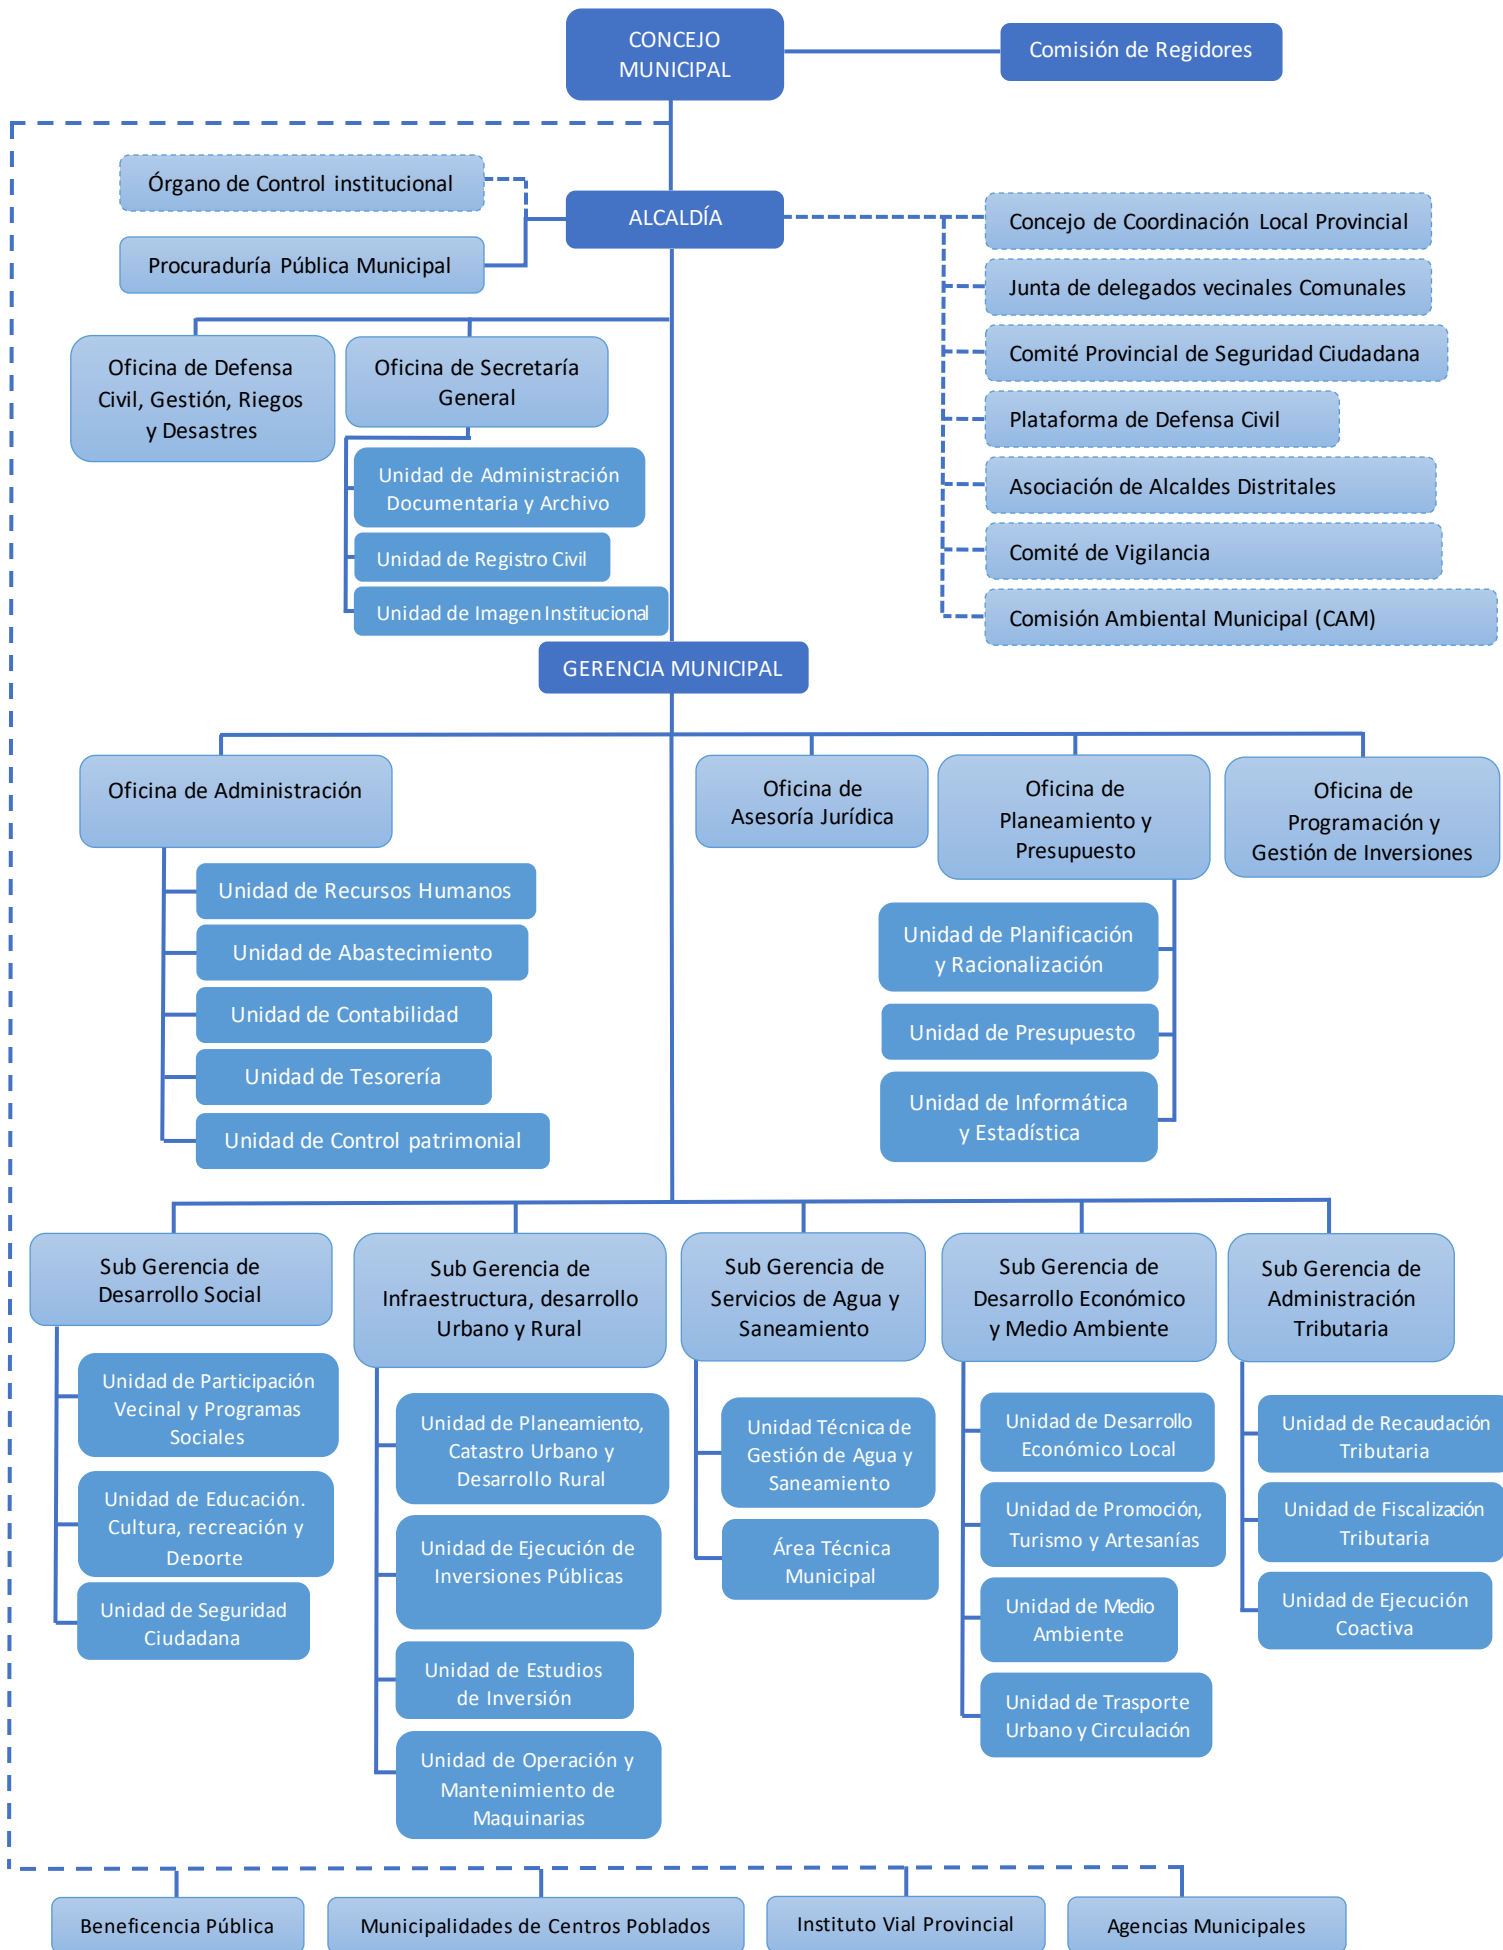 CONCEJO
MUNICIPAL
Comisión de Regidores
Órgano de Control institucional
ALCALDÍA
Procuraduría Pública Municipal
Concejo de Coordinación Local Provincial
Junta de delegados vecinales Comunales
Comité Provincial de Seguridad Ciudadana
Plataforma de Defensa Civil
Asociación de Alcaldes Distritales
Comité de Vigilancia
Comisión Ambiental Municipal (CAM)
Oficina de Defensa
Civil, Gestión, Riegos
y Desastres
Oficina de Secretaría
General
Unidad de Administración
Documentaria y Archivo
Unidad de Registro Civil
Unidad de Imagen Institucional
GERENCIA MUNICIPAL
Oficina de Administración
Oficina de
Asesoría Jurídica
Oficina de
Planeamiento y
Presupuesto
Oficina de
Programación y
Gestión de Inversiones
Unidad de Recursos Humanos
Unidad de Abastecimiento
Unidad de Contabilidad
Unidad de Tesorería
Unidad de Control patrimonial
Unidad de Planificación
y Racionalización
Unidad de Presupuesto
Unidad de Informática
y Estadística
Sub Gerencia de
Desarrollo Social
Sub Gerencia de
Infraestructura, desarrollo
Urbano y Rural
Sub Gerencia de
Servicios de Agua y
Saneamiento
Sub Gerencia de
Desarrollo Económico
y Medio Ambiente
Sub Gerencia de
Administración
Tributaria
Unidad de Participación
Vecinal y Programas
Sociales
Unidad de Educación.
Cultura, recreación y
Deporte
Unidad de Seguridad
Ciudadana
Unidad de Planeamiento,
Catastro Urbano y
Desarrollo Rural
Unidad de Ejecución de
Inversiones Públicas
Unidad de Estudios
de Inversión
Unidad de Operación y
Mantenimiento de
Maquinarias
Unidad Técnica de
Gestión de Agua y
Saneamiento
Área Técnica
Municipal
Unidad de Desarrollo
Económico Local
Unidad de Promoción,
Turismo y Artesanías
Unidad de Medio
Ambiente
Unidad de Trasporte
Urbano y Circulación
Unidad de Recaudación
Tributaria
Unidad de Fiscalización
Tributaria
Unidad de Ejecución
Coactiva
Beneficencia Pública
Municipalidades de Centros Poblados
Instituto Vial Provincial
Agencias Municipales